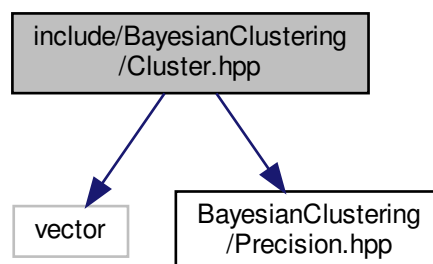 include/BayesianClustering
/Cluster.hpp
vector
BayesianClustering
/Precision.hpp